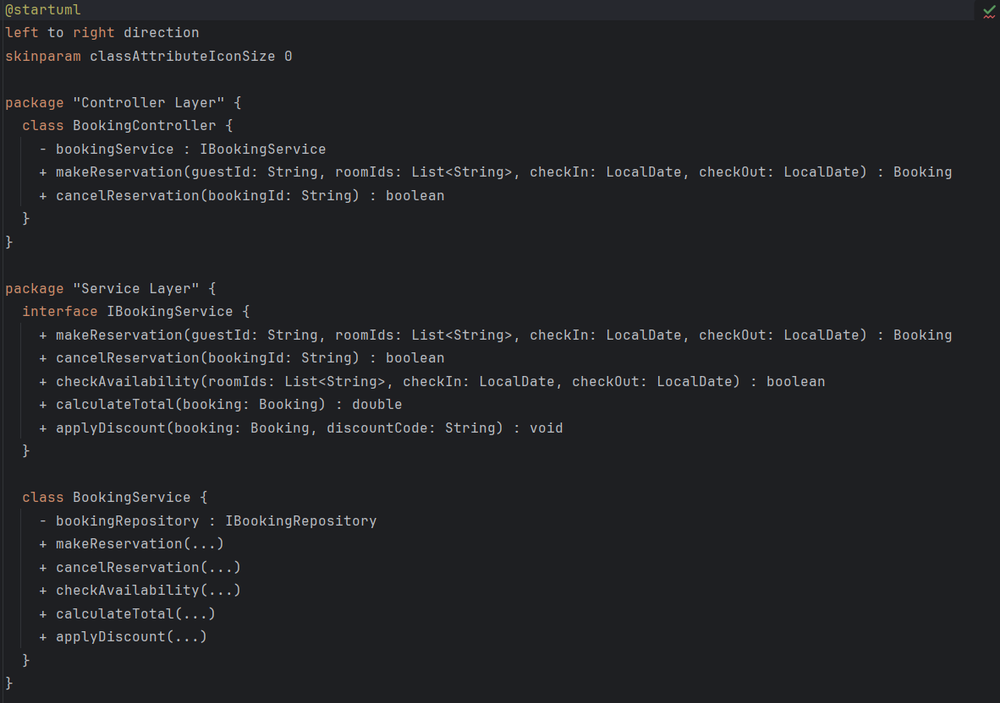 @startuml
left to right direction
skinparam classAttributeIconSize 0
package "Controller Layer" {
class BookingController {
- bookingService : IBookingService
+ makeReservation(guestId: String, roomIds: List<String>, checkIn: LocalDate, checkOut: LocalDate) : Booking
+ cancelReservation(bookingId: String) : boolean
}
}
package "Service Layer" {
interface IBookingService {
+ makeReservation(guestId: String, roomIds: List<String>, checkIn: LocalDate, checkOut: LocalDate) : Booking
+ cancelReservation(bookingId: String) : boolean
+ checkAvailability(roomIds: List<String>, checkIn: LocalDate, checkOut: LocalDate) : boolean
+ calculateTotal(booking: Booking) : double
+ applyDiscount(booking: Booking, discountCode: String) : void
}
class BookingService {
- bookingRepository : IBookingRepository
+ makeReservation(...)
+ cancelReservation(...)
+ checkAvailability(...)
+ calculateTotal(...)
+ applyDiscount(...)
}
}